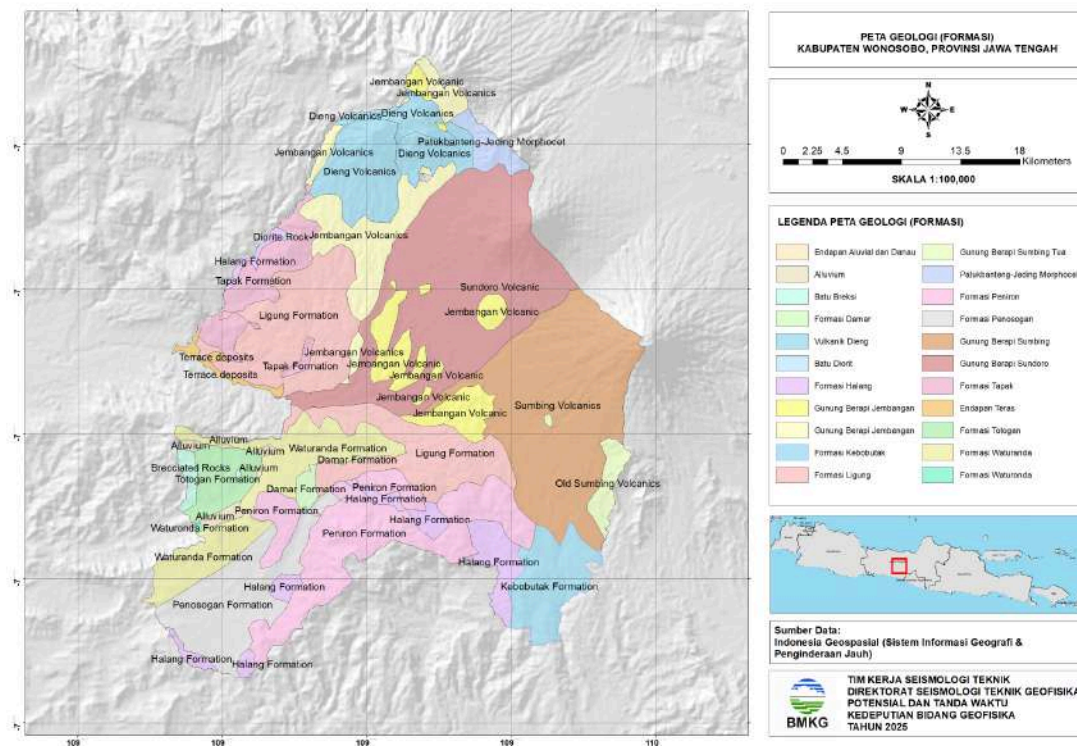 PETA GEOLOGI (FORMASI)
KABUPATEN WONOSOBO, PROVINSI JAWA TENGAH
N
W E
S
0 2.25 4.5 9 13.5 18
Kilometers
SKALA 1:100,000
LEGENDA PETA GEOLOGI (FORMASI)
Endapan Aluvial dan Danau
Alluvium
Batu Breksi
Formasi Damar
Vulkanik Dieng
Batu Diorit
Formasi Halang
Gunung Berapi Jembangan
Gunung Berapi Jembangan
Formasi Kebobutak
Formasi Ligung
Gunung Berapi Sumbing Tua
Patukbanteng-Jeding Morphocet
Formasi Peniron
Formasi Penosogan
Gunung Berapi Sumbing
Gunung Berapi Sundoro
Formasi Tapak
Endapan Teras
Formasi Totogan
Formasi Waturanda
Formasi Waturonda
Sumber Data:
Indonesia Geospasial (Sistem Informasi Geografi &
Penginderaan Jauh)
BMKG
TIM KERJA SEISMOLOGI TEKNIK
DIREKTORAT SEISMOLOGI TEKNIK GEOFISIKA
POTENSIAL DAN TANDA WAKTU
KEDEPUTIAN BIDANG GEOFISIKA
TAHUN 2025
Jembangan Volcanic
Jembangan Volcanics
Dieng Volcanics
Dieng Volcanics
Patukbanteng-Jeding Morphocet
Jembangan Volcanics
Dieng Volcanics
Dieng Volcanics
Diorite Rock
Jembangan Volcanics
Halang Formation
Tapak Formation
Sundoro Volcanic
Ligung Formation
Jembangan Volcanic
Terrace deposits
Jembangan Volcanics
Tapak Formation
Jembangan Volcanic
Terrace deposits
Jembangan Volcanic
Jembangan Volcanic
Jembangan Volcanic
Sumbing Volcanics
Alluvium
Alluvium
Alluvium
Waturanda Formation
Ligung Formation
Damar Formation
Brecciated Rocks
Alluvium
Totogan Formation
Old Sumbing Volcanics
Damar Formation
Peniron Formation
Halang Formation
Peniron Formation
Alluvium
Halang Formation
Waturonda Formation
Peniron Formation
Waturanda Formation
Halang Formation
Halang Formation
Kebobutak Formation
Penosogan Formation
Halang Formation
Halang Formation
109 109 109 109 110
109 109 109 109 110